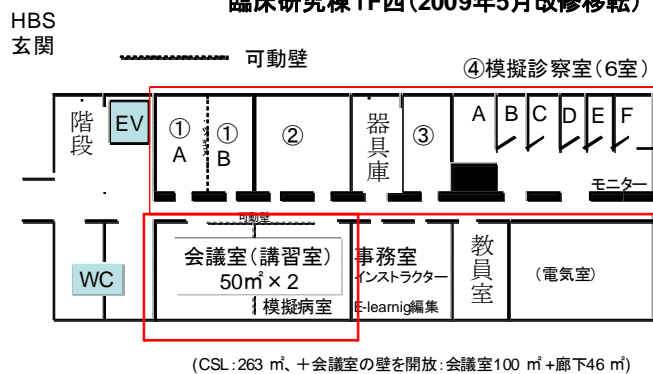 臨床研究棟1F西(2009年5月改修移転)
HBS
玄関
可動壁
④模擬診察室(6室)
階段
EV
①
A
①
B
②
器具庫
③
A B C D E F
モニター
可動壁
会議室(講習室)
50㎡×2
模擬病室
事務室
インストラクター
E-learnig編集
教員室
(電気室)
WC
(CSL:263 ㎡、+会議室の壁を開放:会議室100 ㎡+廊下46 ㎡)